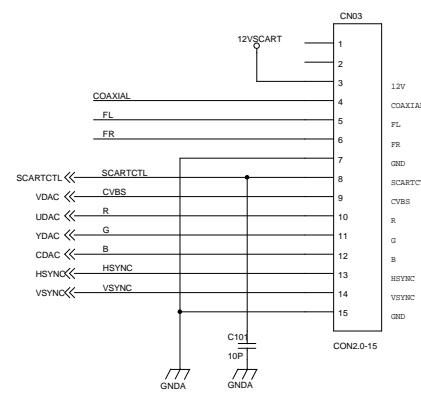 CN03
12VSCART
1
2
3 12V
COAXIAL 4 COAXIAL
FL 5 FL
FR 6 FR
7 GND
SCARTCTL SCARTCTL 8 SCARTCT
VDAC CVBS 9 CVBS
UDAC R 10 R
YDAC G 11 G
CDAC B 12 B
HSYNC HSYNC 13 HSYNC
VSYNC VSYNC 14 VSYNC
15 GND
C101
10P
CON2.0-15
GNDA GNDA